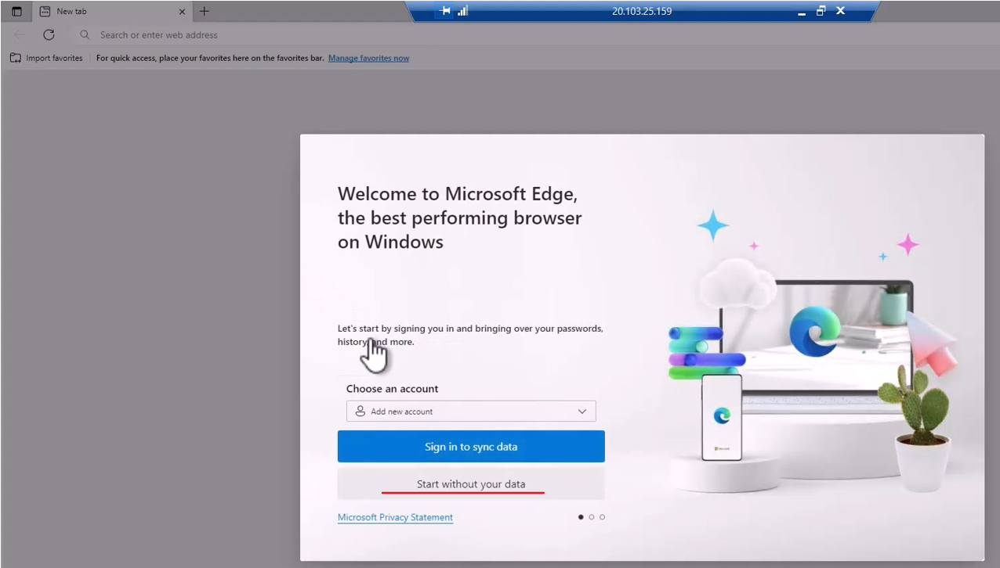 New tab
20.103.25.159
Search or enter web address
Import favorites
For quick access, place your favorites here on the favorites bar. Manage favorites now
Welcome to Microsoft Edge,
the best performing browser
on Windows
Let's start by signing you in and bringing over your passwords,
history, and more.
Choose an account
Add new account
Sign in to sync data
Start without your data
Microsoft Privacy Statement